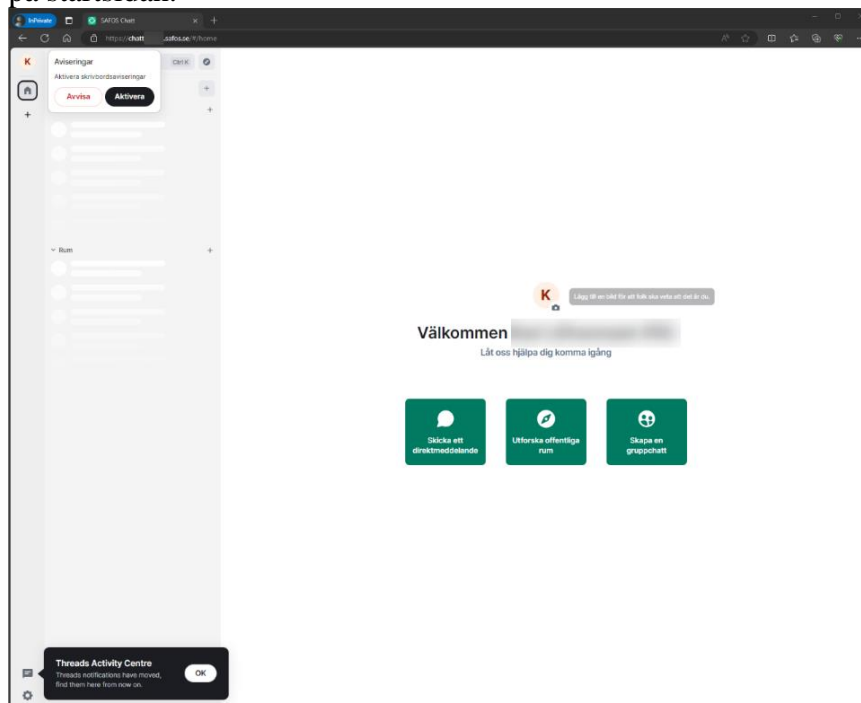 på startsidan.
InPrivate
SAFOS Chatt
https://chatt .safos.se/#/home
K
Aviseringar
Ctrl K
Aktivera skrivbordsaviseringar
Avvisa
Aktivera
Rum
K
Lägg till en bild för att folk ska veta att det är du.
Välkommen
Låt oss hjälpa dig komma igång
Skicka ett
direktmeddelande
Utforska offentliga
rum
Skapa en
gruppchatt
Threads Activity Centre
Threads notifications have moved,
find them here from now on.
OK